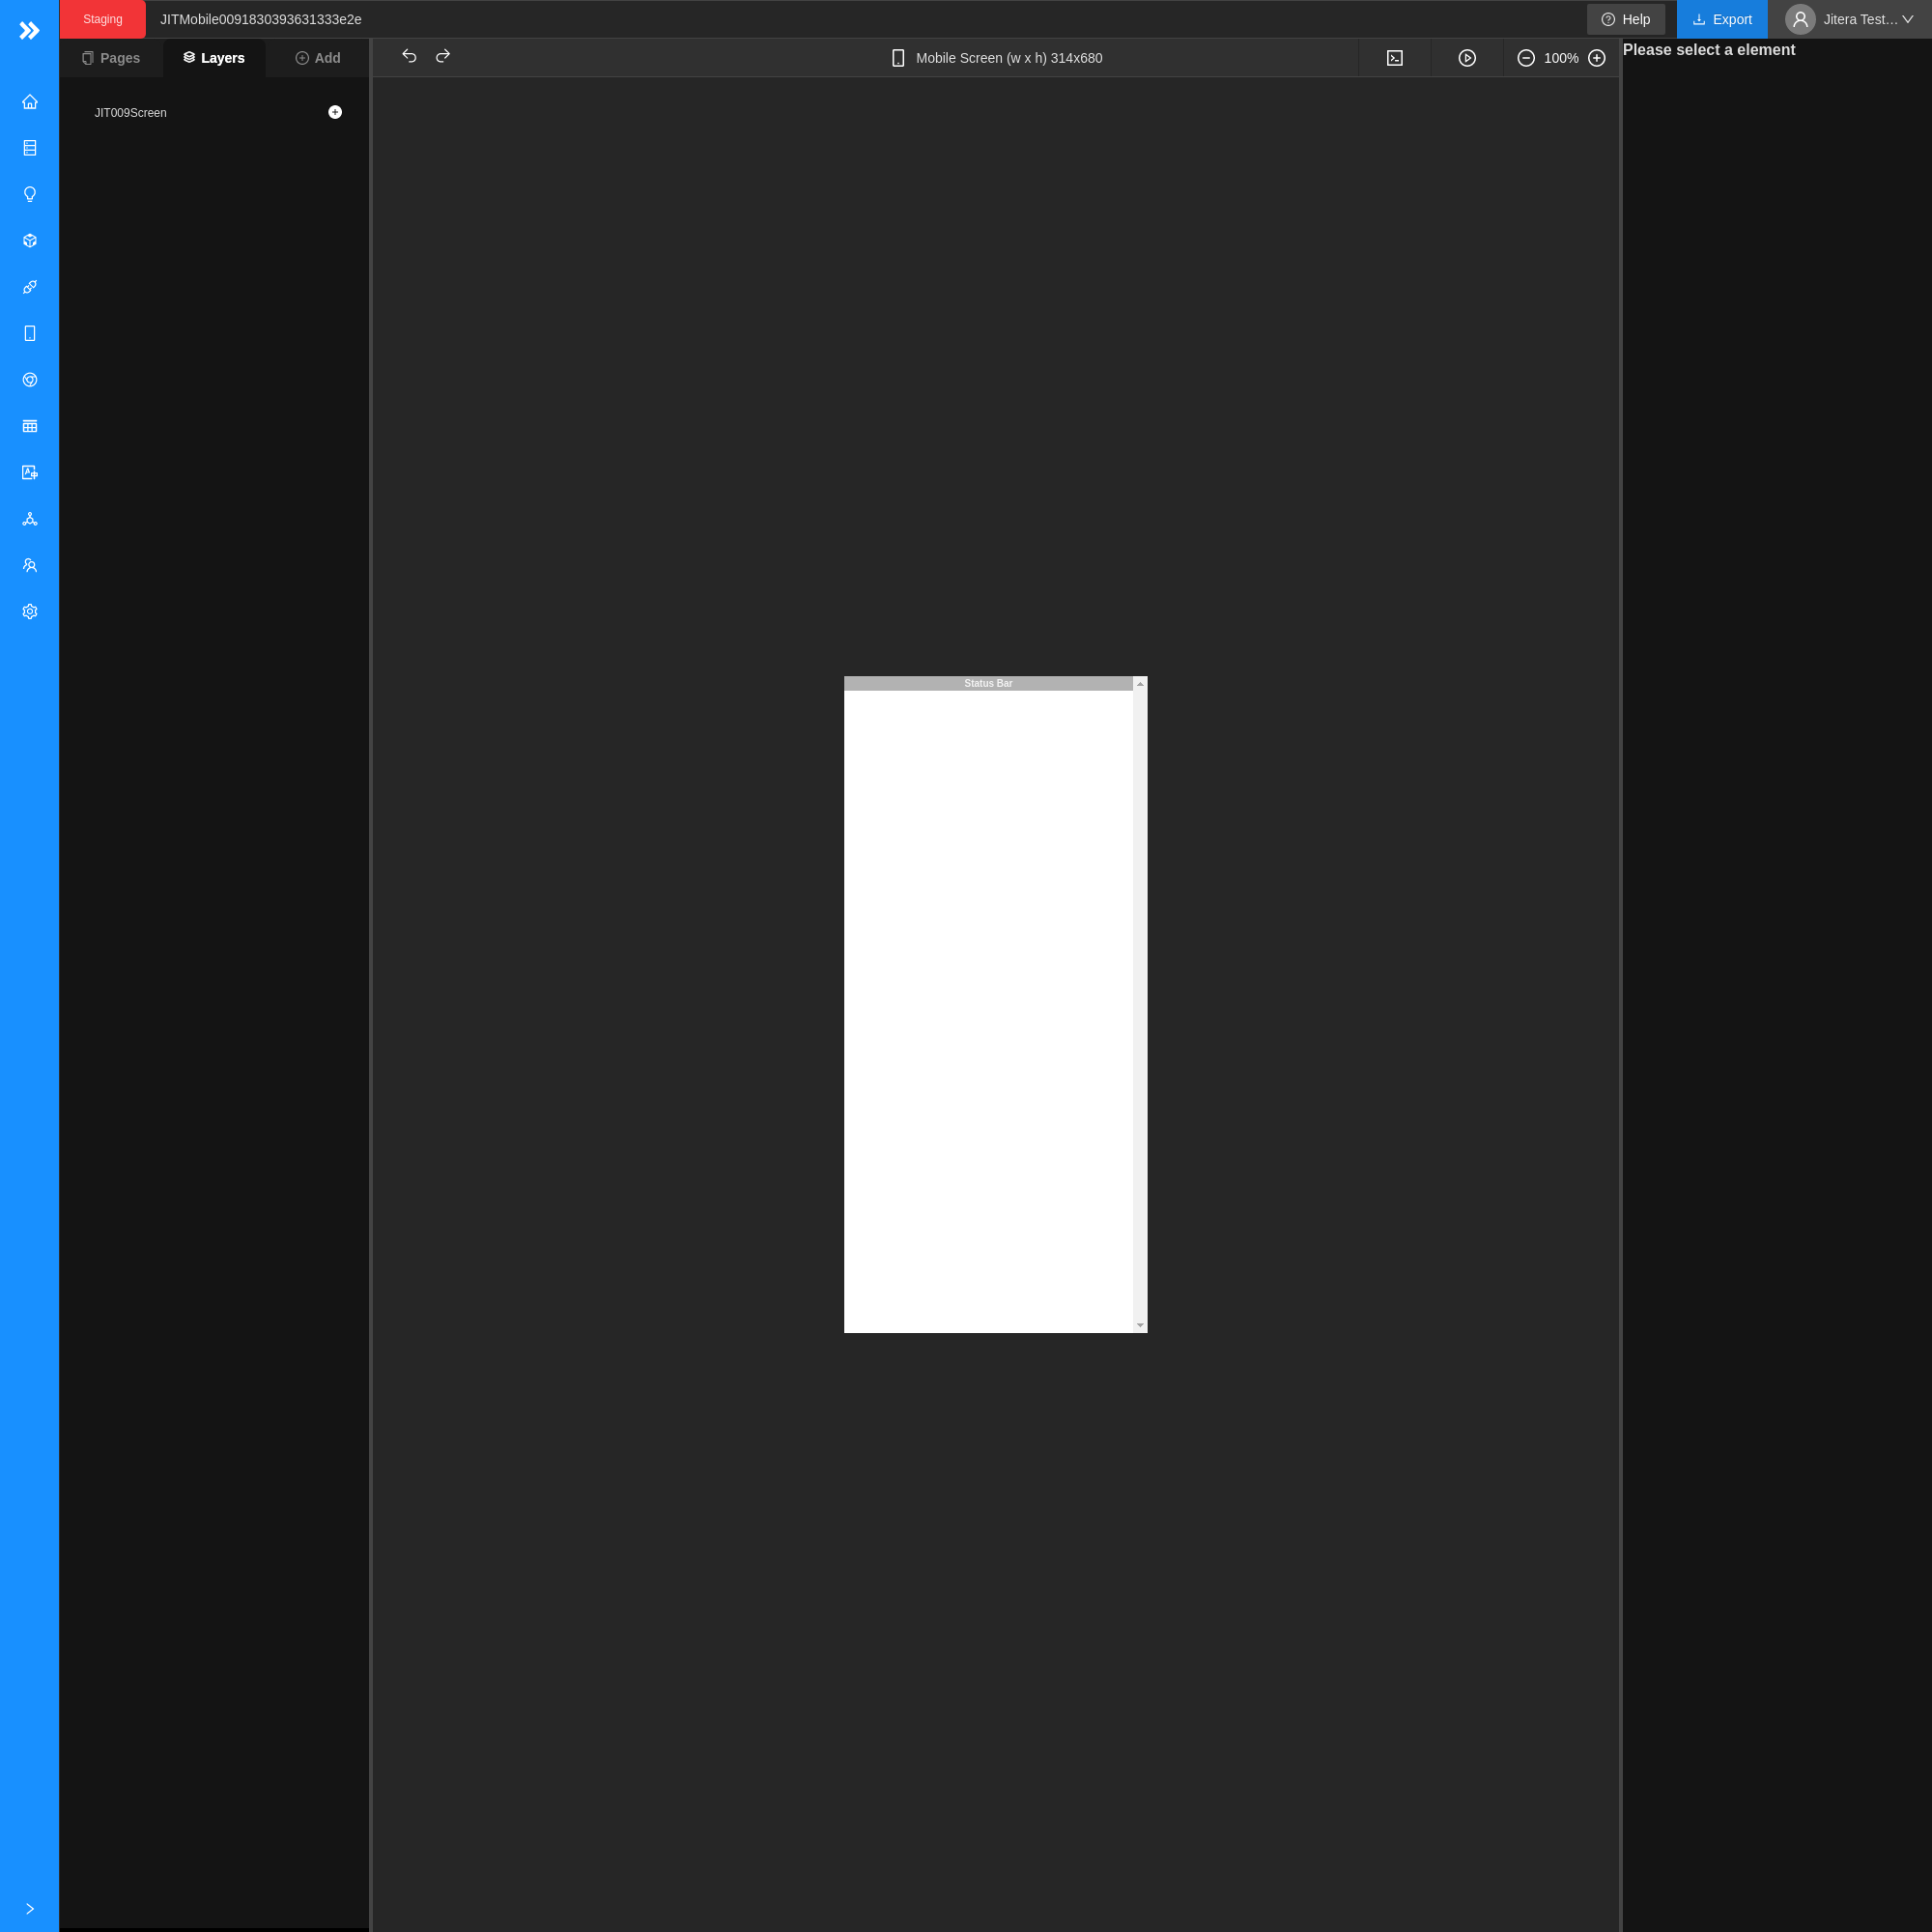 Staging
JITMobile0091830393631333e2e
Help
Export
Jitera Test...
Pages
Layers
Add
Mobile Screen (w x h) 314x680
100%
Please select a element
JIT009Screen
Status Bar